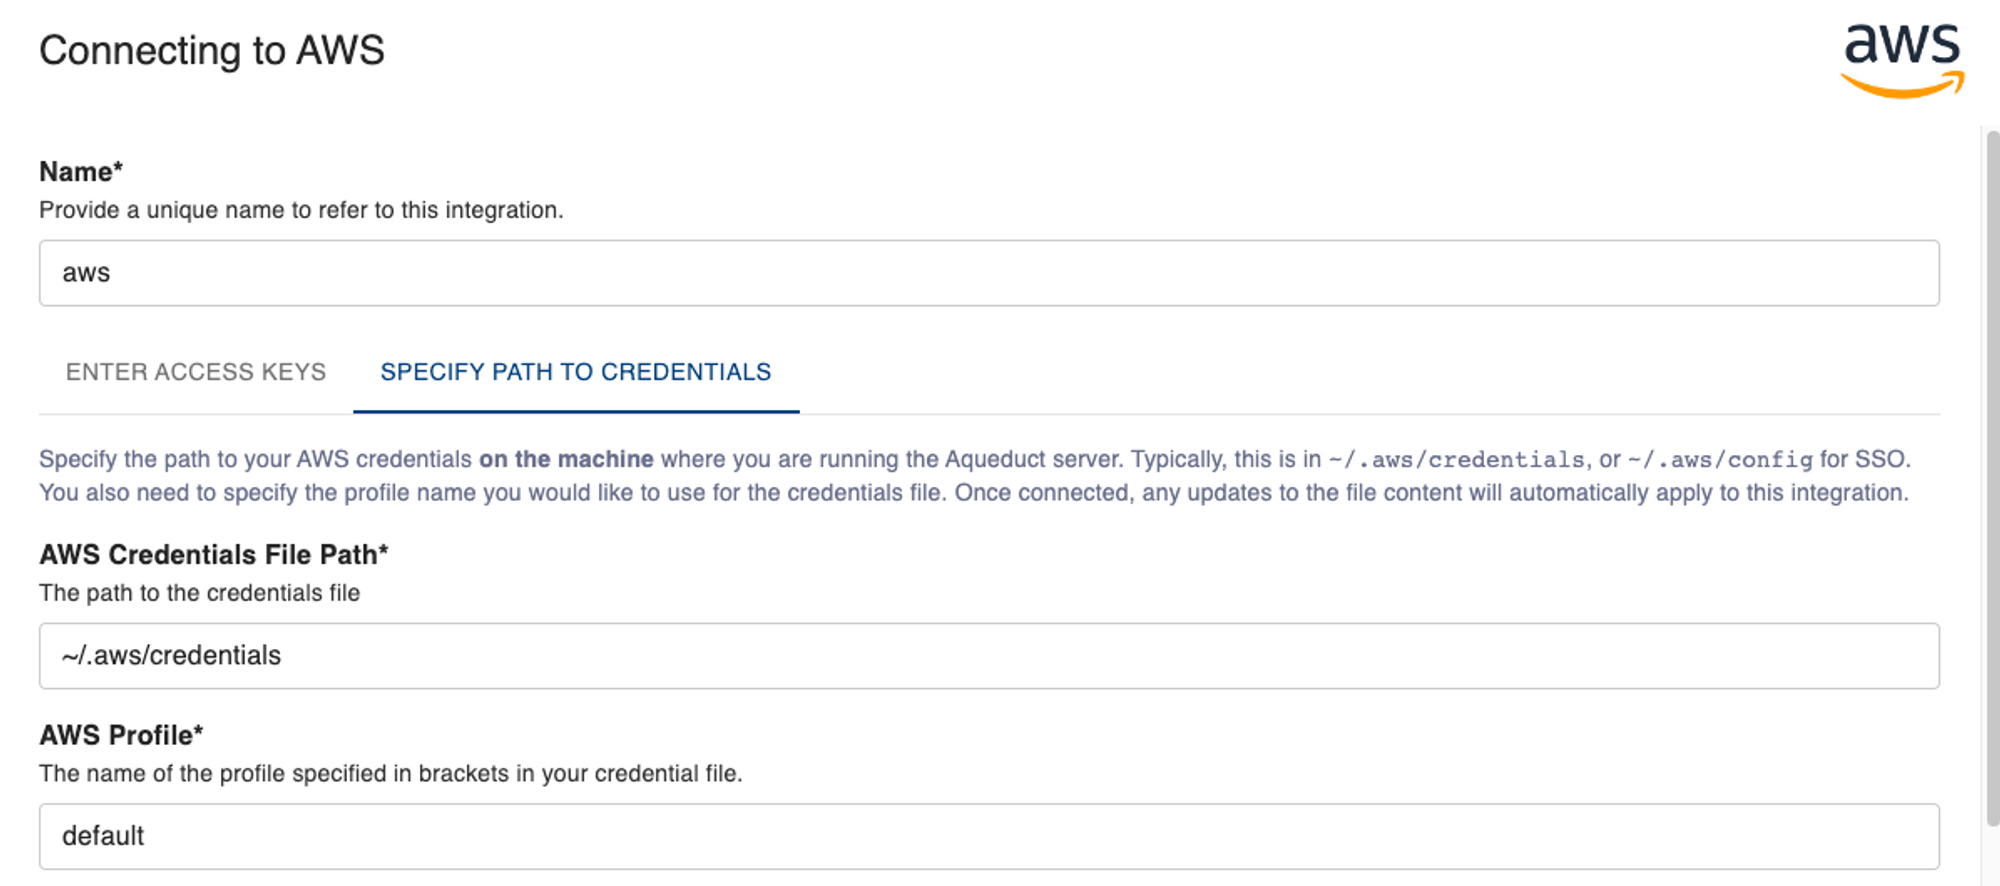 Connecting to AWS
aws
Name*
Provide a unique name to refer to this integration.
aws
ENTER ACCESS KEYS SPECIFY PATH TO CREDENTIALS
Specify the path to your AWS credentials on the machine where you are running the Aqueduct server. Typically, this is in ~/.aws/credentials, or ~/.aws/config for SSO.
You also need to specify the profile name you would like to use for the credentials file. Once connected, any updates to the file content will automatically apply to this integration.
AWS Credentials File Path*
The path to the credentials file
~/.aws/credentials
AWS Profile*
The name of the profile specified in brackets in your credential file.
default